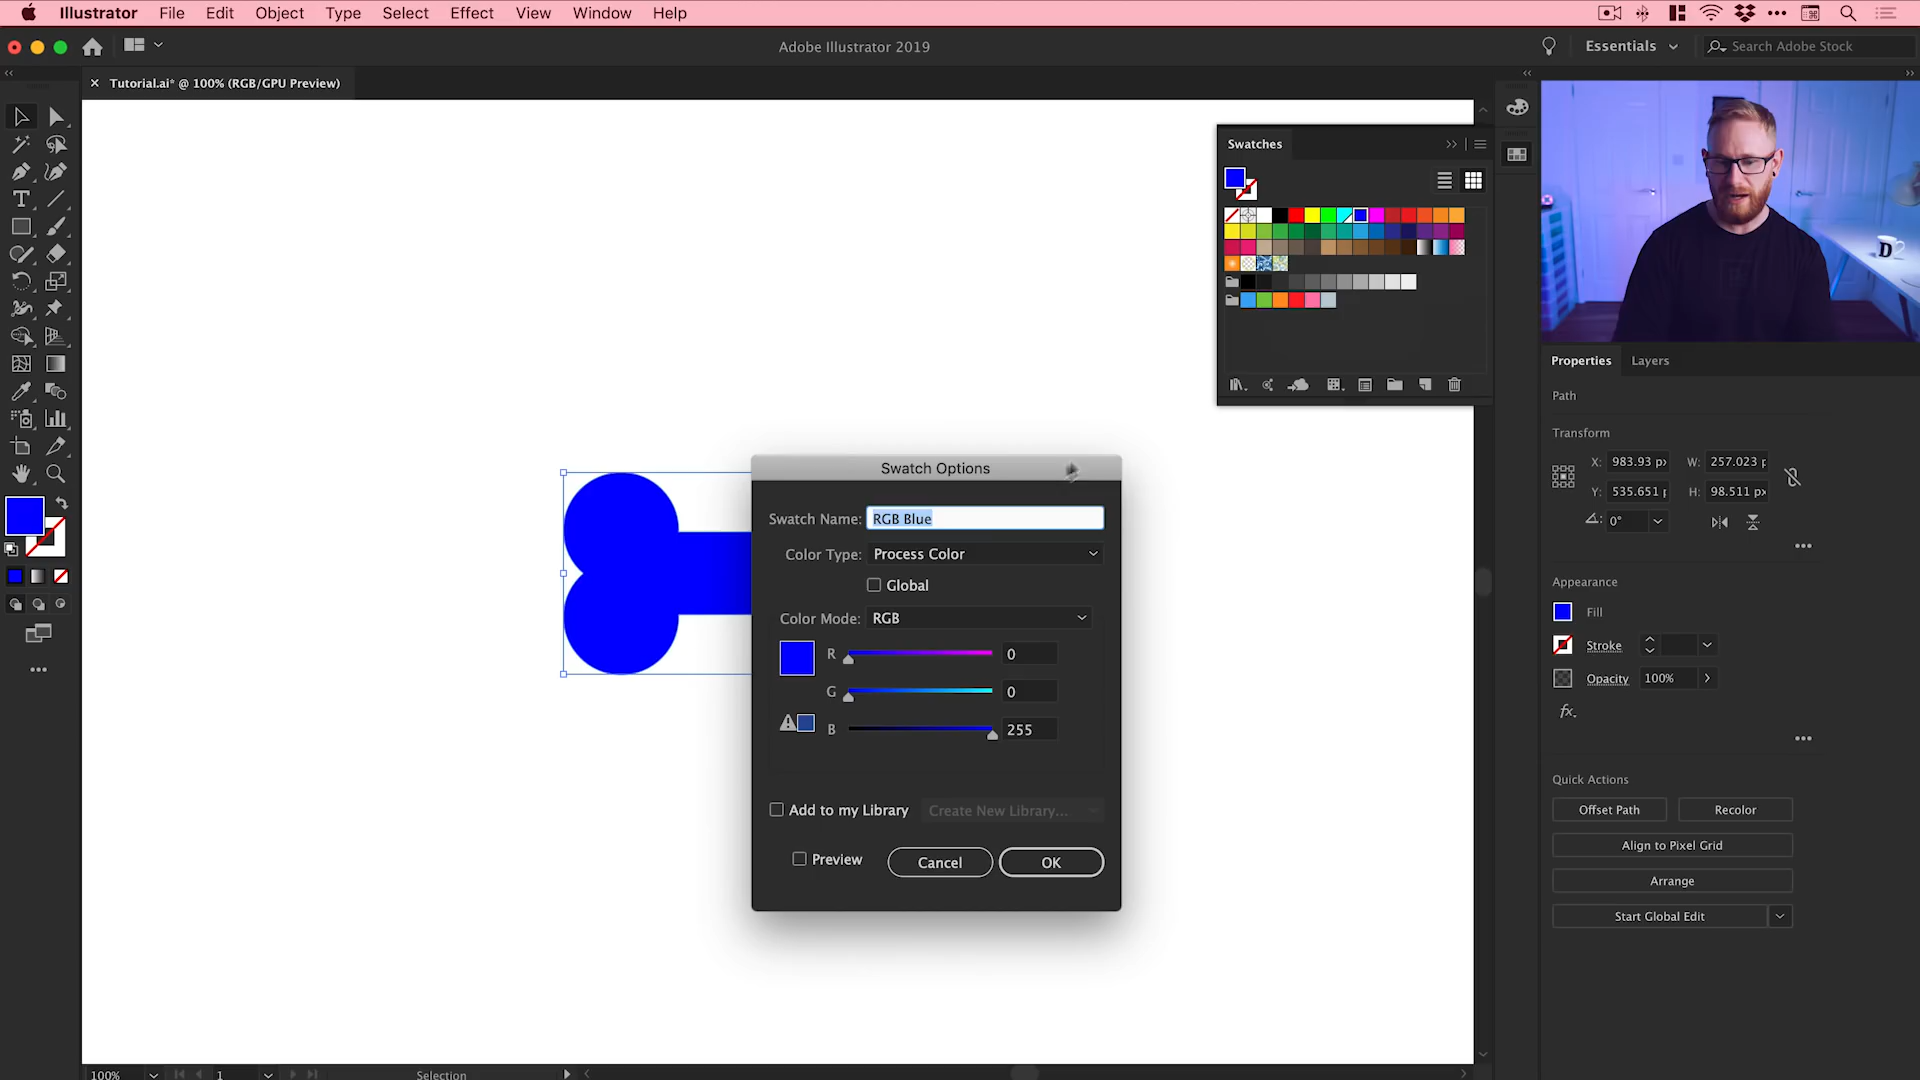 Illustrator File Edit Object Type Select Effect View Window Help
Adobe Illustrator 2019
Essentials
Search Adobe Stock
Tutorial.ai* @ 100% (RGB/GPU Preview)
Swatches
D
Properties Layers
Path
Transform
X: 983.93 px W: 257.023
Y: 535.651 H: 98.511 px
0°
Appearance
Fill
Stroke
Opacity 100%
fx.
Quick Actions
Offset Path Recolor
Align to Pixel Grid
Arrange
Start Global Edit
Swatch Options
Swatch Name: RGB Blue
Color Type: Process Color
Global
Color Mode: RGB
R 0
G 0
B 255
Add to my Library Create New Library...
Preview Cancel OK
100% 1 Selection